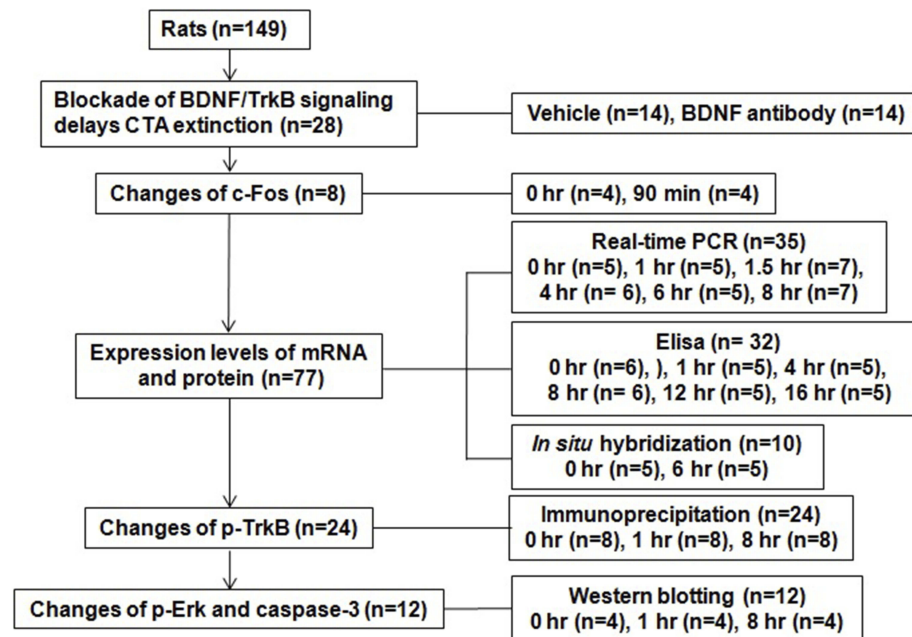 Rats (n=149)
Blockade of BDNF/TrkB signaling
delays CTA extinction (n=28)
Vehicle (n=14), BDNF antibody (n=14)
Changes of c-Fos (n=8)
0 hr (n=4), 90 min (n=4)
Real-time PCR (n=35)
0 hr (n=5), 1 hr (n=5), 1.5 hr (n=7),
4 hr (n= 6), 6 hr (n=5), 8 hr (n=7)
Expression levels of mRNA
and protein (n=77)
Elisa (n= 32)
0 hr (n=6), ), 1 hr (n=5), 4 hr (n=5),
8 hr (n= 6), 12 hr (n=5), 16 hr (n=5)
In situ hybridization (n=10)
0 hr (n=5), 6 hr (n=5)
Changes of p-TrkB (n=24)
Immunoprecipitation (n=24)
0 hr (n=8), 1 hr (n=8), 8 hr (n=8)
Changes of p-Erk and caspase-3 (n=12)
Western blotting (n=12)
0 hr (n=4), 1 hr (n=4), 8 hr (n=4)